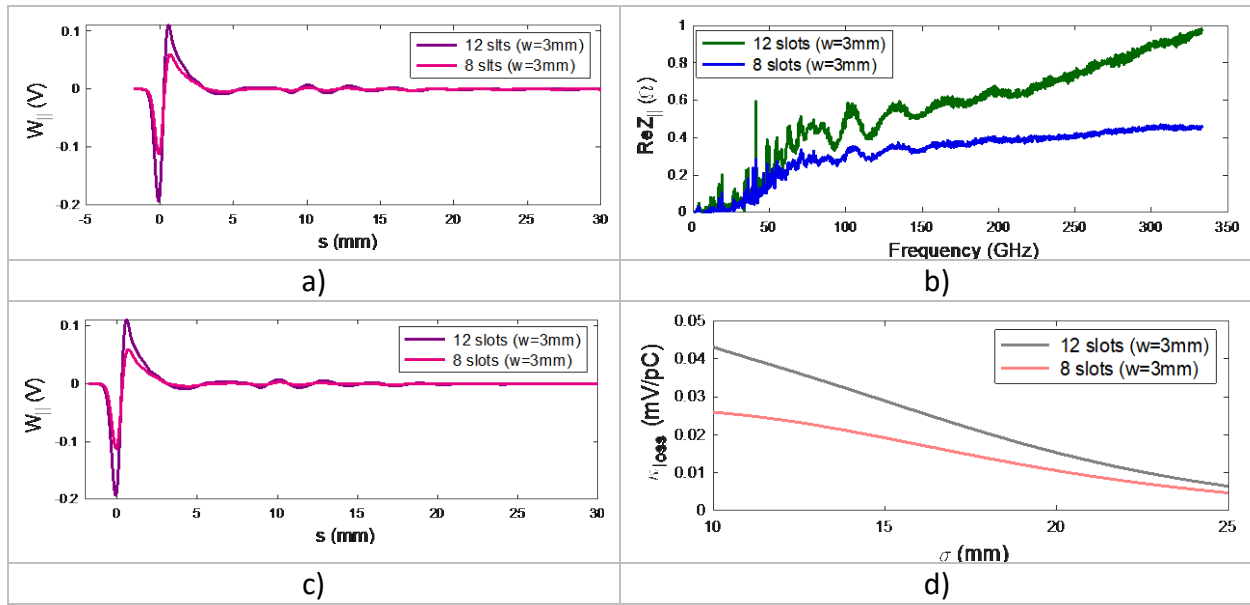 0.1
0
-0.1
-0.2
W|| (V)
12 slts (w=3mm)
8 slts (w=3mm)
-5 0 5 10 15 20 25 30
s (mm)
a)
1
0.8
0.6
0.4
0.2
0
ReZ|| (Ω)
12 slots (w=3mm)
8 slots (w=3mm)
0 50 100 150 200 250 300 350
Frequency (GHz)
b)
0.1
0
-0.1
-0.2
W|| (V)
12 slots (w=3mm)
8 slots (w=3mm)
0 5 10 15 20 25 30
s (mm)
c)
0.05
0.04
0.03
0.02
0.01
0
κloss (mV/pC)
12 slots (w=3mm)
8 slots (w=3mm)
10 15 20 25
σ (mm)
d)